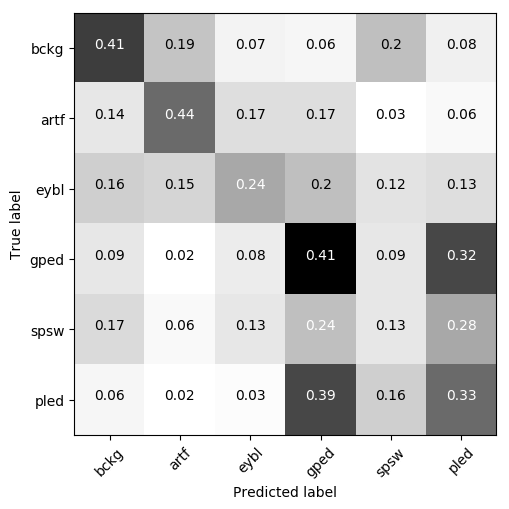 bckg 0.41 0.19 0.07 0.06 0.2 0.08
artf 0.14 0.44 0.17 0.17 0.03 0.06
eybl 0.16 0.15 0.24 0.2 0.12 0.13
gped 0.09 0.02 0.08 0.41 0.09 0.32
spsw 0.17 0.06 0.13 0.24 0.13 0.28
pled 0.06 0.02 0.03 0.39 0.16 0.33
True label
bckg artf eybl gped spsw pled
Predicted label